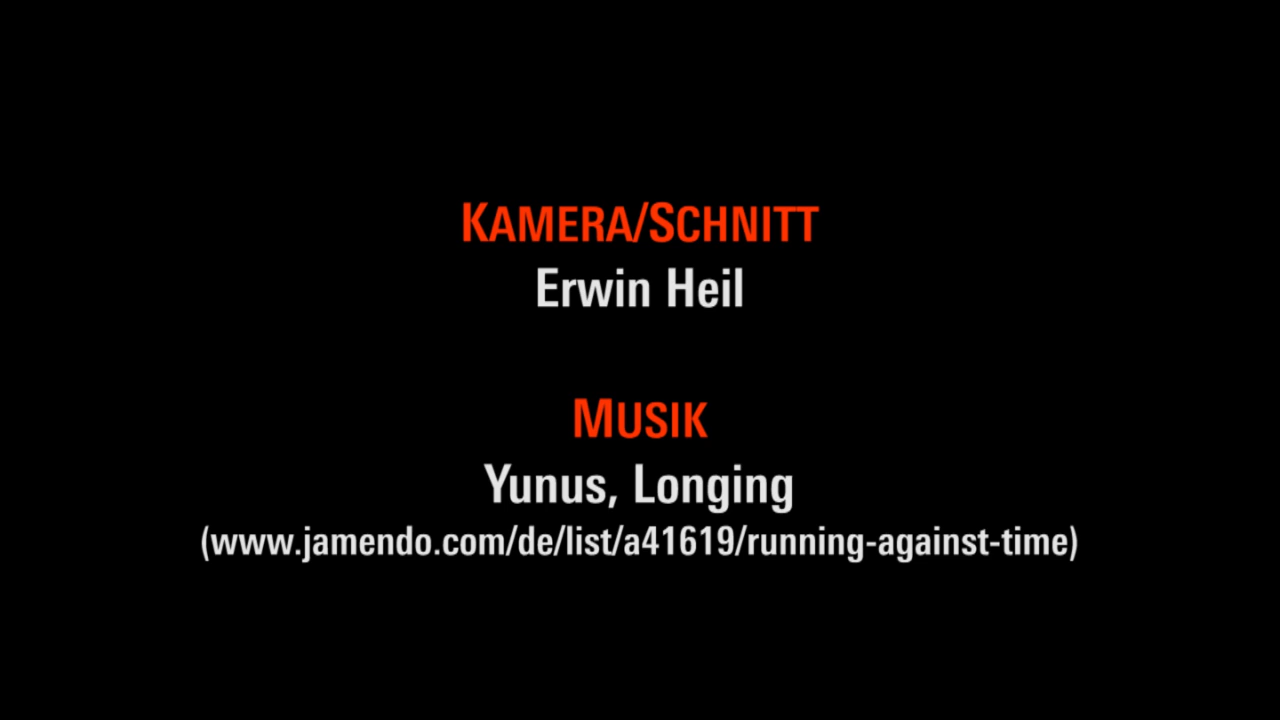 KAMERA/SCHNITT
Erwin Heil
MUSIK
Yunus, Longing
(www.jamendo.com/de/list/a41619/running-against-time)